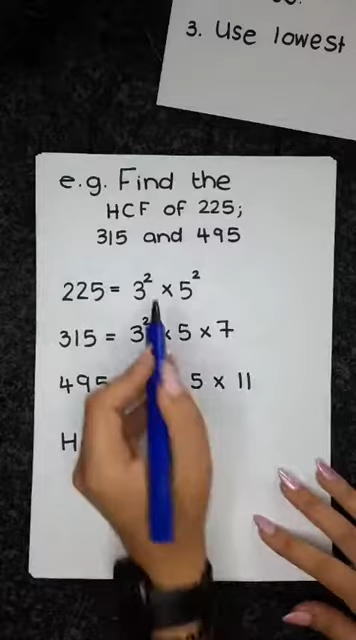 3. Use lowest
e.g. Find the
HCF of 225;
315 and 495
225 = 3² × 5²
315 = 3² × 5 × 7
495 5 × 11
H